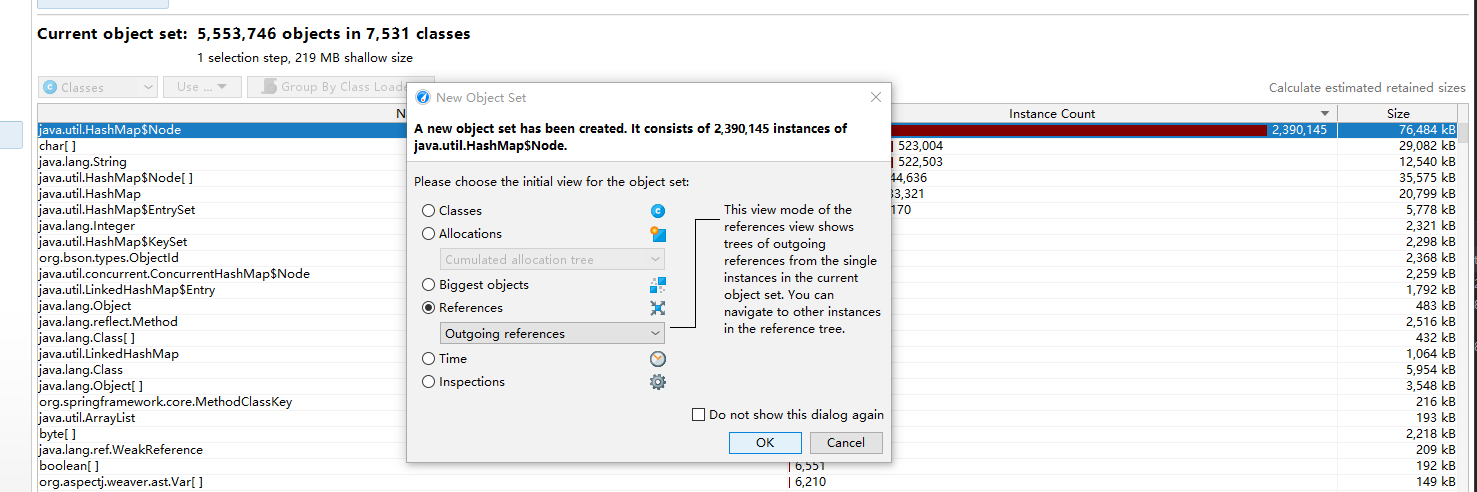 Current object set: 5,553,746 objects in 7,531 classes
1 selection step, 219 MB shallow size
Classes
Use ...
Group By Class Loade
Calculate estimated retained sizes
Instance Count
Size
java.util.HashMap$Node
2,390,145
76,484 kB
char[ ]
523,004
29,082 kB
java.lang.String
522,503
12,540 kB
java.util.HashMap$Node[ ]
44,636
35,575 kB
java.util.HashMap
33,321
20,799 kB
java.util.HashMap$EntrySet
170
5,778 kB
java.lang.Integer
2,321 kB
java.util.HashMap$KeySet
2,298 kB
org.bson.types.ObjectId
2,368 kB
java.util.concurrent.ConcurrentHashMap$Node
2,259 kB
java.util.LinkedHashMap$Entry
1,792 kB
java.lang.Object
483 kB
java.lang.reflect.Method
2,516 kB
java.lang.Class[ ]
432 kB
java.util.LinkedHashMap
1,064 kB
java.lang.Class
5,954 kB
java.lang.Object[ ]
3,548 kB
org.springframework.core.MethodClassKey
216 kB
java.util.ArrayList
193 kB
byte[ ]
2,218 kB
java.lang.ref.WeakReference
209 kB
boolean[ ]
6,551
192 kB
org.aspectj.weaver.ast.Var[ ]
6,210
149 kB
New Object Set
A new object set has been created. It consists of 2,390,145 instances of
java.util.HashMap$Node.
Please choose the initial view for the object set:
Classes
Allocations
Cumulated allocation tree
Biggest objects
References
Outgoing references
Time
Inspections
This view mode of the
references view shows
trees of outgoing
references from the single
instances in the current
object set. You can
navigate to other instances
in the reference tree.
Do not show this dialog again
OK
Cancel